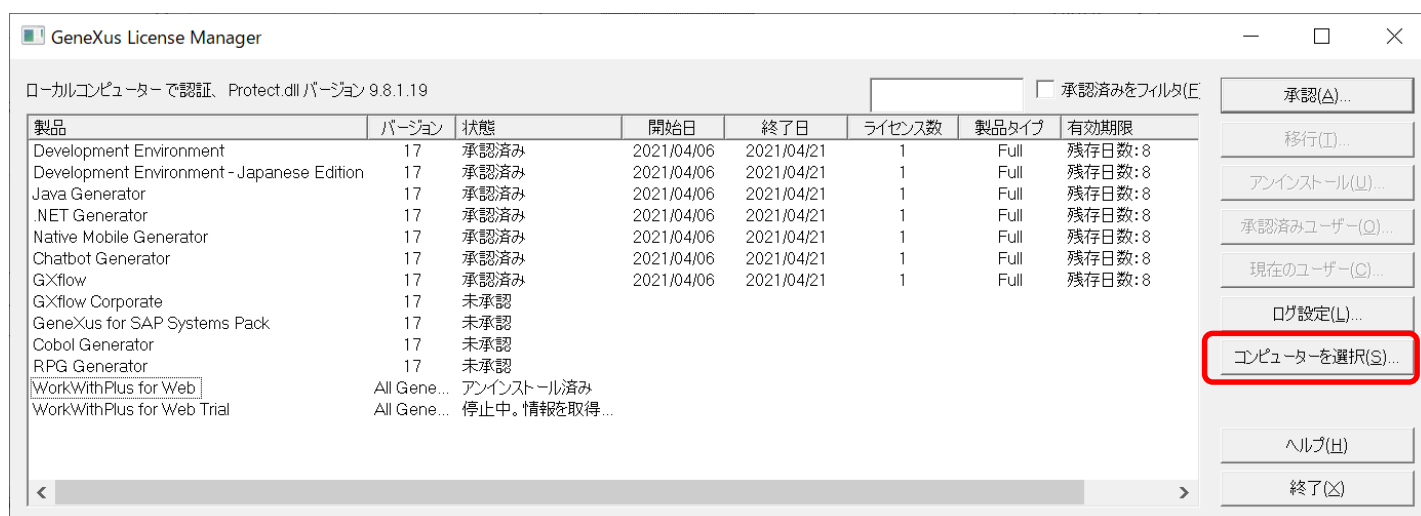 GeneXus License Manager
ローカルコンピューター で認証、 Protect.dll バージョン 9.8.1.19
承認済みをフィルタ(F
製品 バージョン 状態 開始日 終了日 ライセンス数 製品タイプ 有効期限
Development Environment 17 承認済み 2021/04/06 2021/04/21 1 Full 残存日数:8
Development Environment - Japanese Edition 17 承認済み 2021/04/06 2021/04/21 1 Full 残存日数:8
Java Generator 17 承認済み 2021/04/06 2021/04/21 1 Full 残存日数:8
.NET Generator 17 承認済み 2021/04/06 2021/04/21 1 Full 残存日数:8
Native Mobile Generator 17 承認済み 2021/04/06 2021/04/21 1 Full 残存日数:8
Chatbot Generator 17 承認済み 2021/04/06 2021/04/21 1 Full 残存日数:8
GXflow 17 承認済み 2021/04/06 2021/04/21 1 Full 残存日数:8
GXflow Corporate 17 未承認
GeneXus for SAP Systems Pack 17 未承認
Cobol Generator 17 未承認
RPG Generator 17 未承認
WorkWithPlus for Web All Gene... アンインストール済み
WorkWithPlus for Web Trial All Gene... 停止中。情報を取得...
承認(A)...
移行(T)...
アンインストール(U)...
承認済みユーザー(O)...
現在のユーザー(C)...
ログ設定(L)...
コンピューターを選択(S)...
ヘルプ(H)
終了(X)